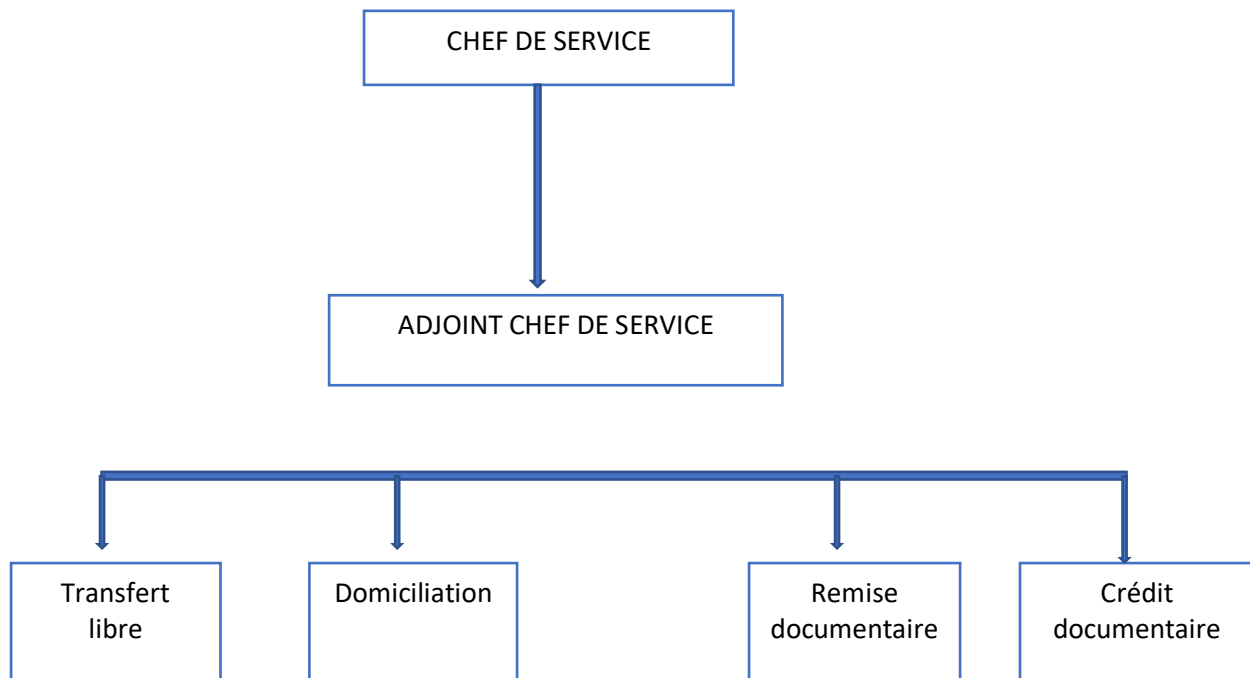 CHEF DE SERVICE
ADJOINT CHEF DE SERVICE
Transfert
libre
Domiciliation
Remise
documentaire
Crédit
documentaire